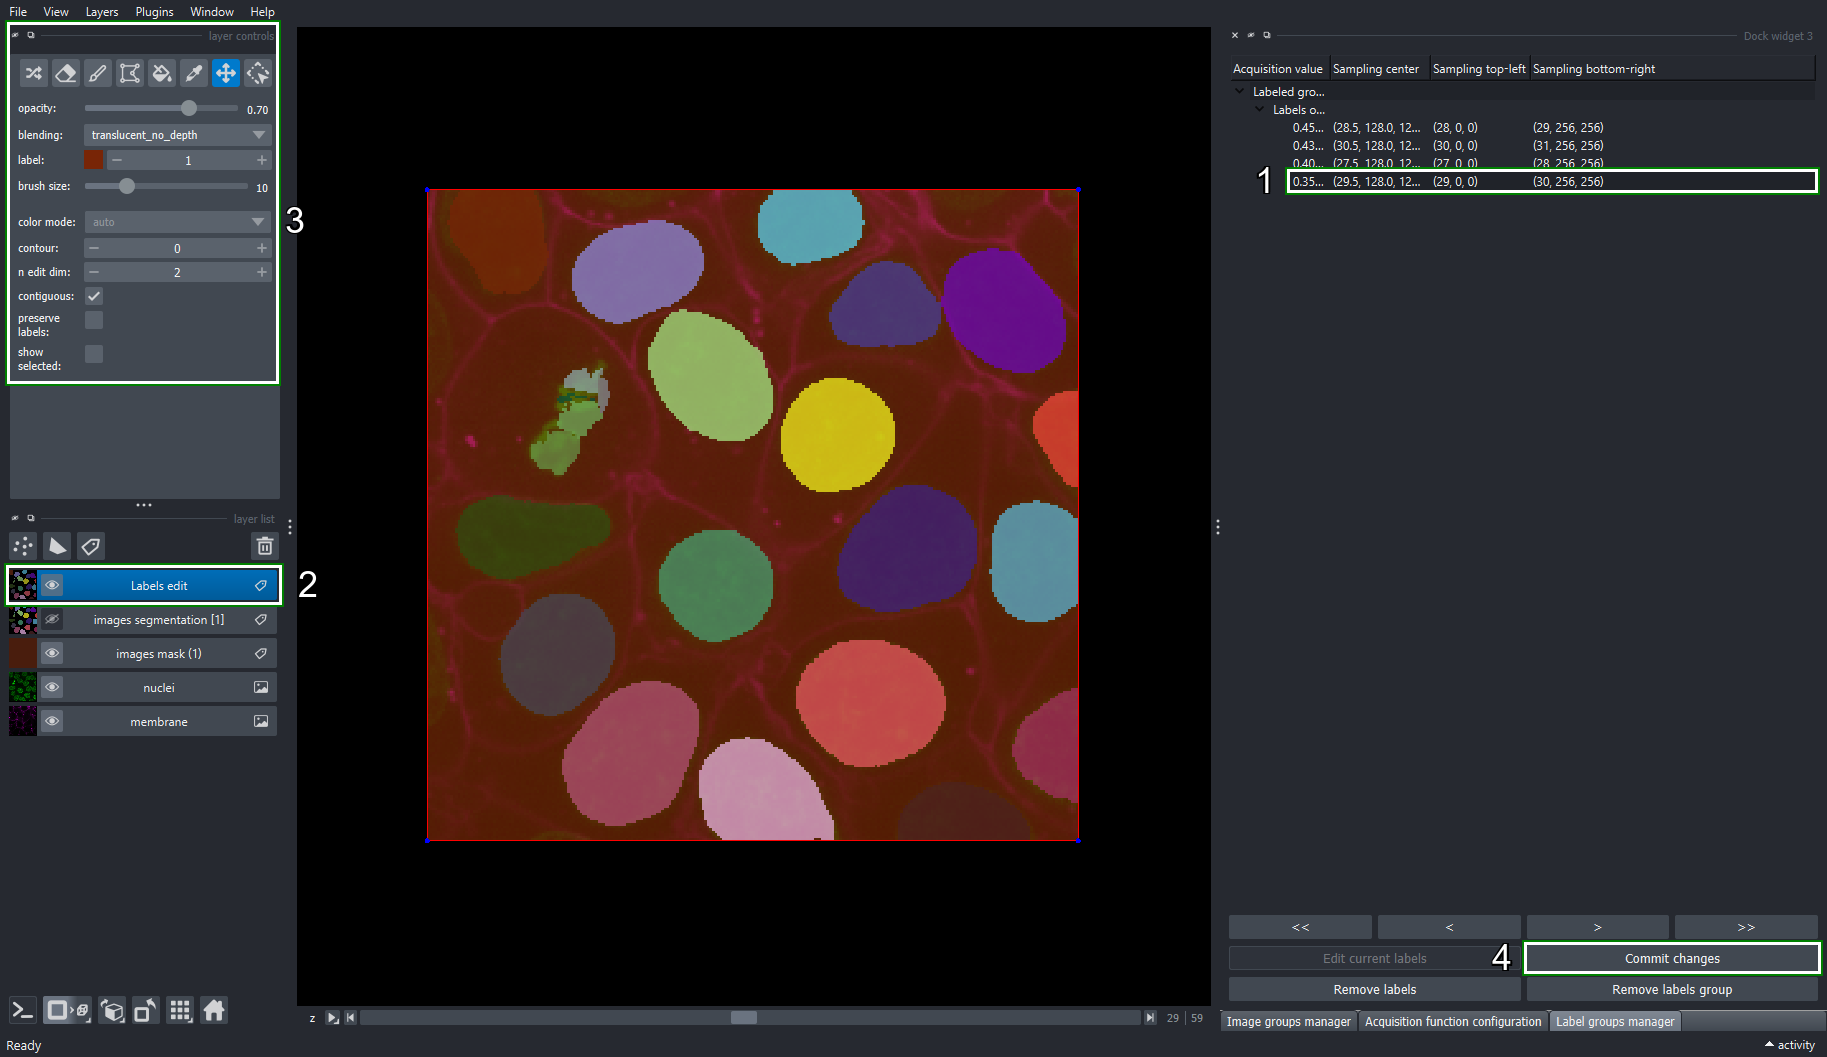 File View Layers Plugins Window Help
layer controls
opacity: 0.70
blending: translucent_no_depth
label: 1
brush size: 10
color mode: auto
contour: 0
n edit dim: 2
contiguous:
preserve labels:
show selected:
3
layer list
Labels edit
2
images segmentation [1]
images mask (1)
nuclei
membrane
z 29 59
Ready
Dock widget 3
Acquisition value Sampling center Sampling top-left Sampling bottom-right
Labeled gro...
Labels o...
0.45... (28.5, 128.0, 12... (28, 0, 0) (29, 256, 256)
0.43... (30.5, 128.0, 12... (30, 0, 0) (31, 256, 256)
0.40... (27.5, 128.0, 12... (27, 0, 0) (28, 256, 256)
1
0.35... (29.5, 128.0, 12... (29, 0, 0) (30, 256, 256)
<< < > >>
Edit current labels 4 Commit changes
Remove labels Remove labels group
Image groups manager Acquisition function configuration Label groups manager
activity